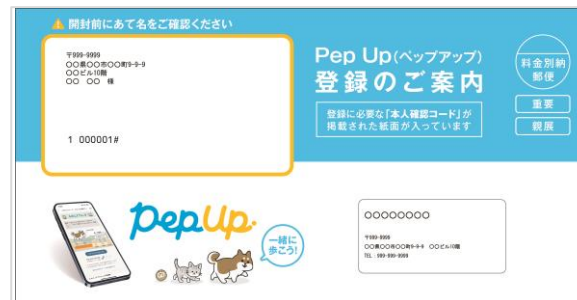 開封前にあて名をご確認ください
〒999-9999
〇〇県〇〇市〇〇町9-9-9
〇〇ビル10階
〇〇 〇〇 様
1 000001#
Pep Up(ペップアップ)
登録のご案内
登録に必要な「本人確認コード」が
掲載された紙面が入っています
料金別納
郵便
重要
親展
PepUp
一緒に
歩こう!
〇〇〇〇〇〇〇〇
〒999-9999
〇〇県〇〇市〇〇町9-9-9 〇〇ビル10階
TEL : 999-999-9999